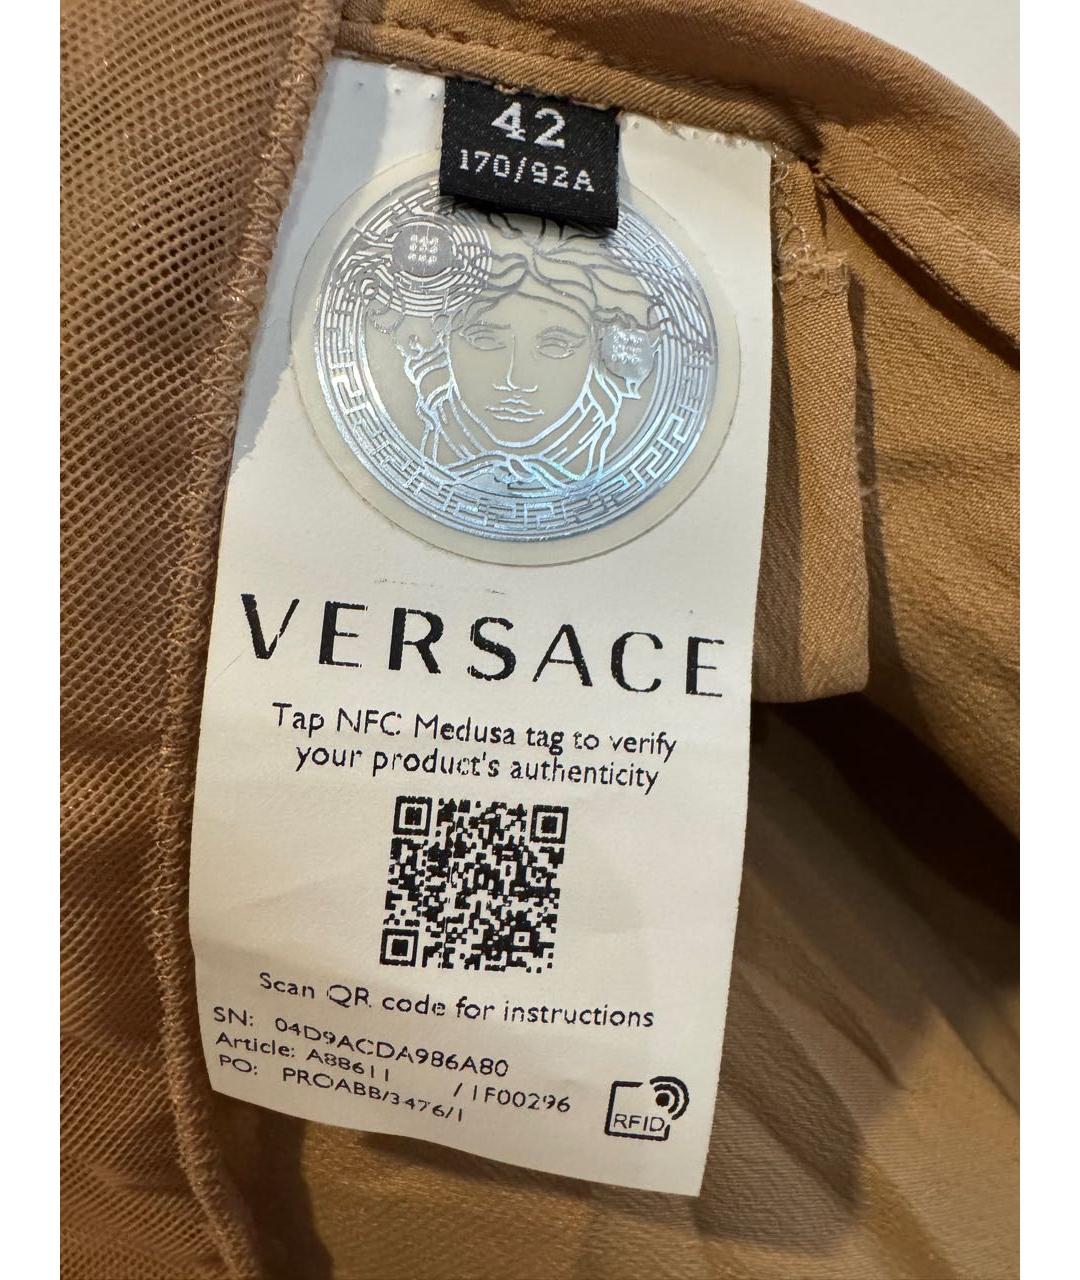 42
170/92A
VERSACE
Tap NFC Medusa tag to verify
your product's authenticity
Scan QR code for instructions
SN: 04D9ACDA986A80
Article: A88611 / 1F00296
PO: PROABB/3476/1
RFID